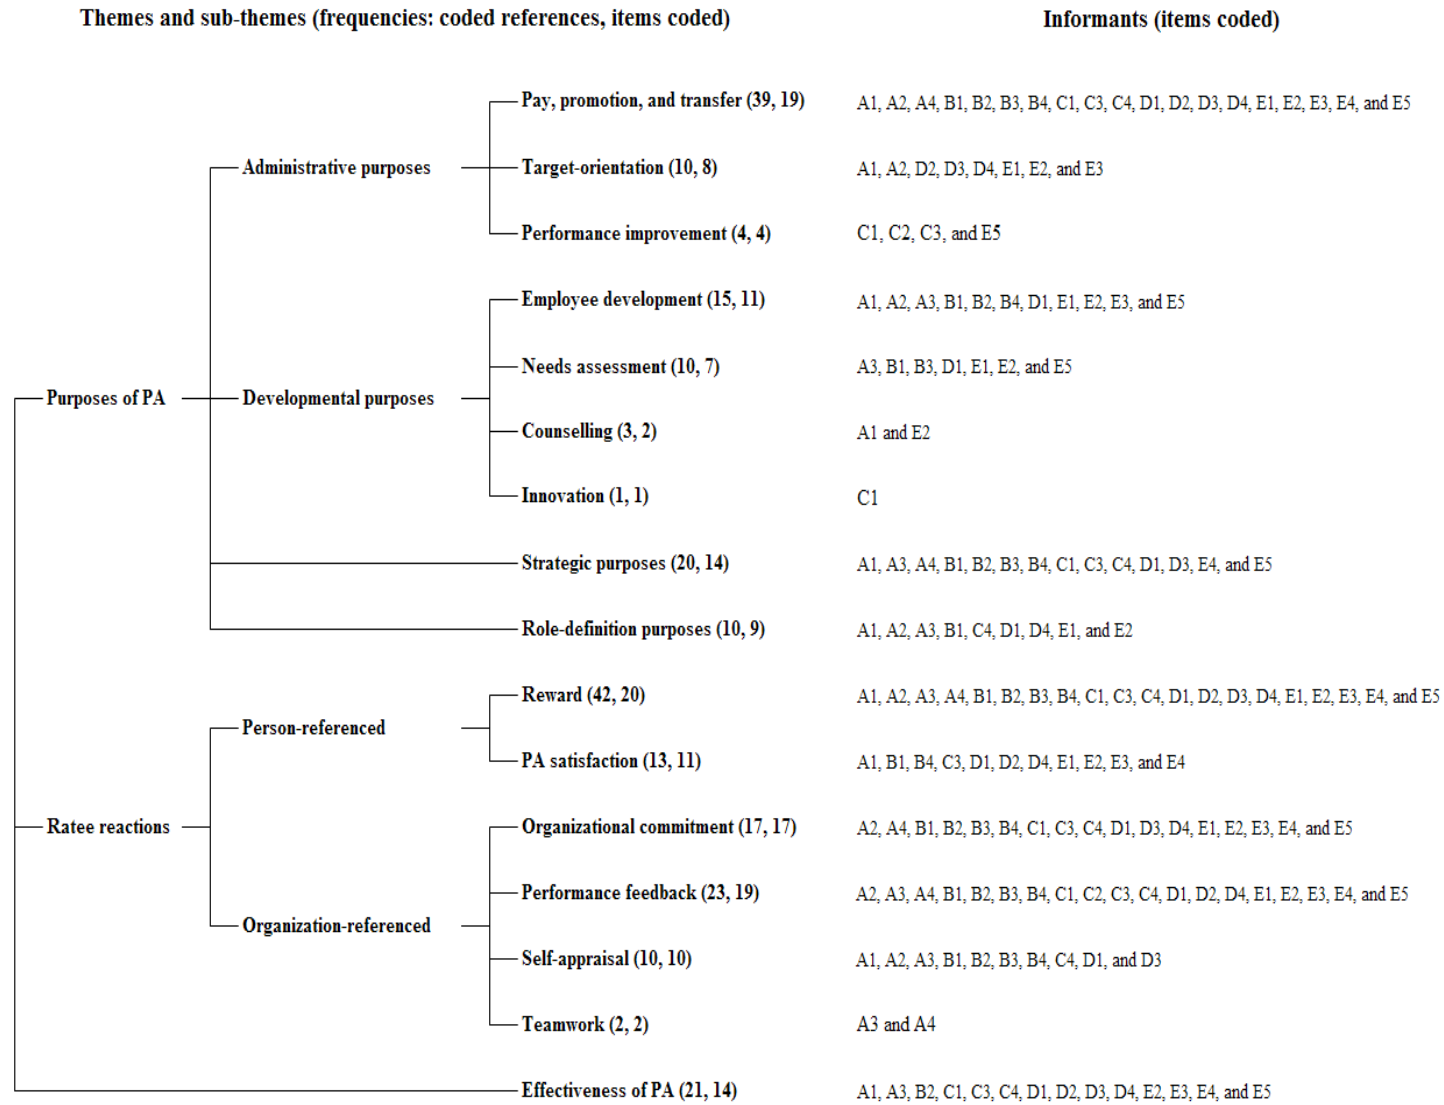 Themes and sub-themes (frequencies: coded references, items coded) Informants (items coded)
Pay, promotion, and transfer (39, 19) A1, A2, A4, B1, B2, B3, B4, C1, C3, C4, D1, D2, D3, D4, E1, E2, E3, E4, and E5
Administrative purposes Target-orientation (10, 8) A1, A2, D2, D3, D4, E1, E2, and E3
Performance improvement (4, 4) C1, C2, C3, and E5
Employee development (15, 11) A1, A2, A3, B1, B2, B4, D1, E1, E2, E3, and E5
Needs assessment (10, 7) A3, B1, B3, D1, E1, E2, and E5
Purposes of PA Developmental purposes
Counselling (3, 2) A1 and E2
Innovation (1, 1) C1
Strategic purposes (20, 14) A1, A3, A4, B1, B2, B3, B4, C1, C3, C4, D1, D3, E4, and E5
Role-definition purposes (10, 9) A1, A2, A3, B1, C4, D1, D4, E1, and E2
Reward (42, 20) A1, A2, A3, A4, B1, B2, B3, B4, C1, C3, C4, D1, D2, D3, D4, E1, E2, E3, E4, and E5
Person-referenced
PA satisfaction (13, 11) A1, B1, B4, C3, D1, D2, D4, E1, E2, E3, and E4
Ratee reactions Organizational commitment (17, 17) A2, A4, B1, B2, B3, B4, C1, C3, C4, D1, D3, D4, E1, E2, E3, E4, and E5
Performance feedback (23, 19) A2, A3, A4, B1, B2, B3, B4, C1, C2, C3, C4, D1, D2, D4, E1, E2, E3, E4, and E5
Organization-referenced
Self-appraisal (10, 10) A1, A2, A3, B1, B2, B3, B4, C4, D1, and D3
Teamwork (2, 2) A3 and A4
Effectiveness of PA (21, 14) A1, A3, B2, C1, C3, C4, D1, D2, D3, D4, E2, E3, E4, and E5